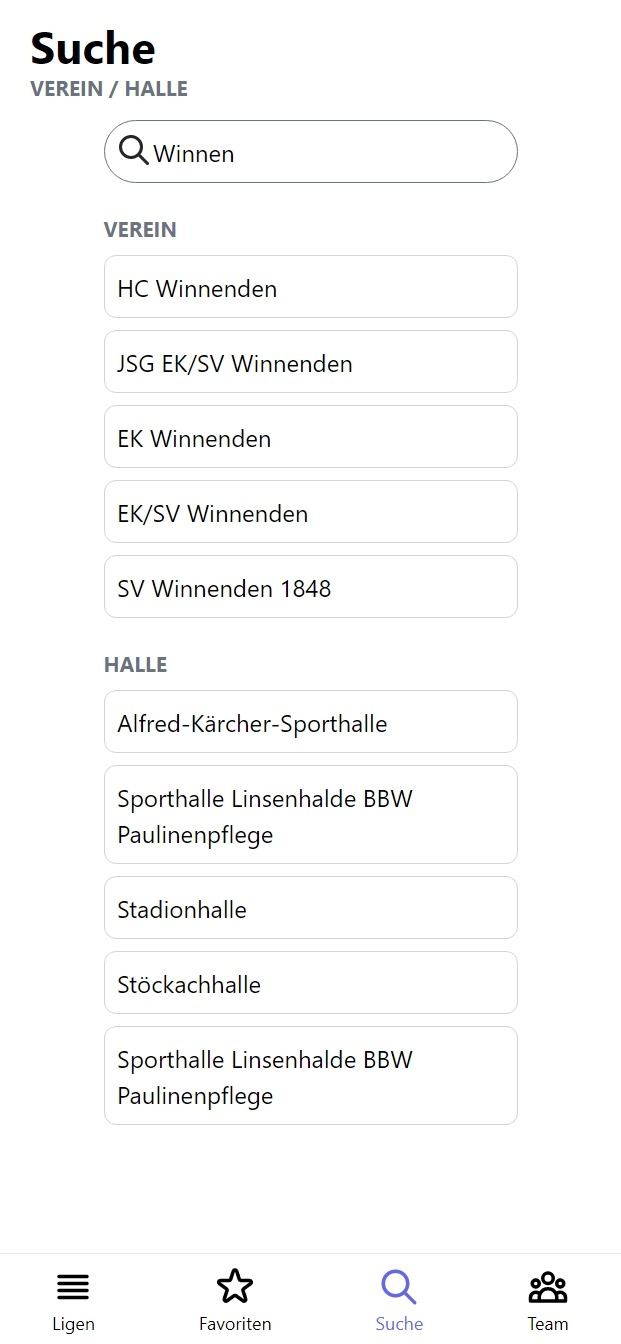 Suche
VEREIN / HALLE
Winnen
VEREIN
HC Winnenden
JSG EK/SV Winnenden
EK Winnenden
EK/SV Winnenden
SV Winnenden 1848
HALLE
Alfred-Kärcher-Sporthalle
Sporthalle Linsenhalde BBW
Paulinenpflege
Stadionhalle
Stöckachhalle
Sporthalle Linsenhalde BBW
Paulinenpflege
Ligen
Favoriten
Suche
Team